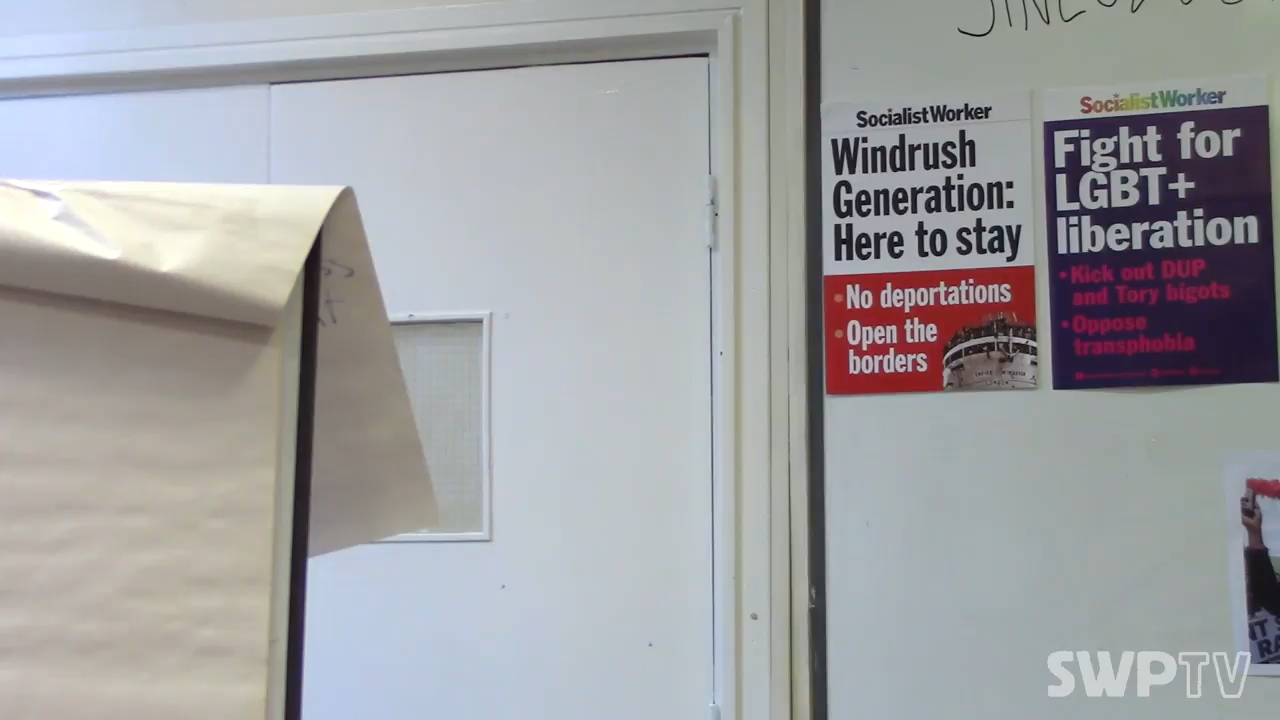 SocialistWorker
Windrush
Generation:
Here to stay
• No deportations
• Open the
borders
SocialistWorker
Fight for
LGBT+
liberation
• Kick out DUP
and Tory bigots
• Oppose
transphobia
SWPTV